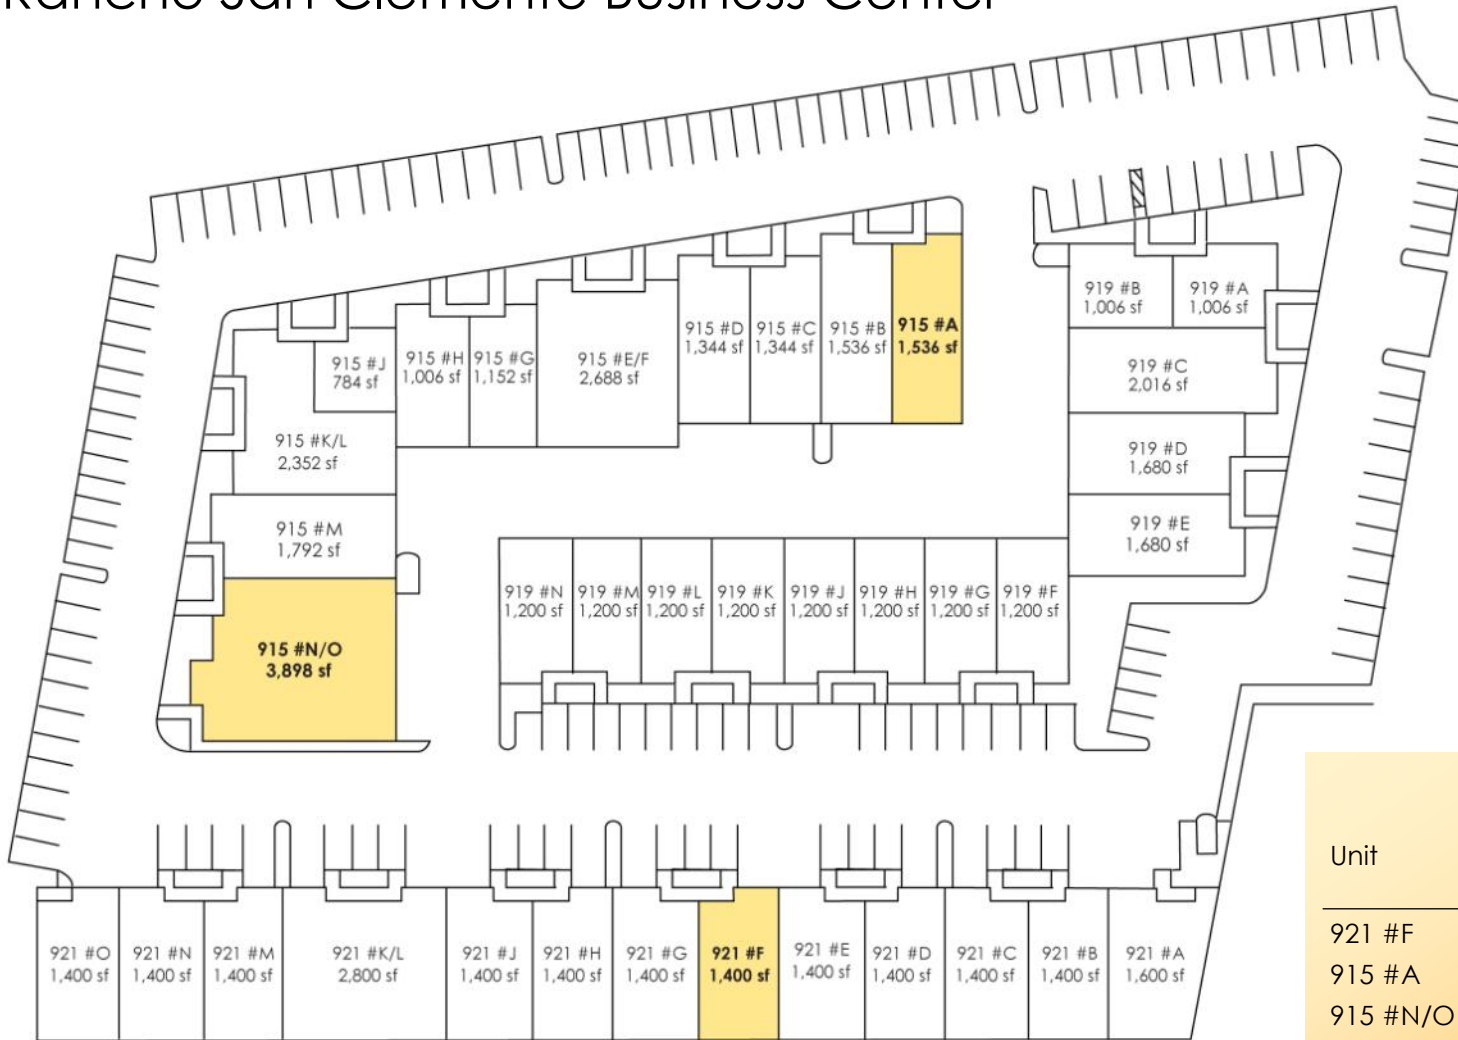 Rancho San Clemente Business Center
919 #B
1,006 sf
919 #A
1,006 sf
915 #D
1,344 sf
915 #C
1,344 sf
915 #B
1,536 sf
915 #A
1,536 sf
915 #J
784 sf
915 #H
1,006 sf
915 #G
1,152 sf
915 #E/F
2,688 sf
919 #C
2,016 sf
915 #K/L
2,352 sf
919 #D
1,680 sf
915 #M
1,792 sf
919 #E
1,680 sf
919 #N
1,200 sf
919 #M
1,200 sf
919 #L
1,200 sf
919 #K
1,200 sf
919 #J
1,200 sf
919 #H
1,200 sf
919 #G
1,200 sf
919 #F
1,200 sf
915 #N/O
3,898 sf
921 #O
1,400 sf
921 #N
1,400 sf
921 #M
1,400 sf
921 #K/L
2,800 sf
921 #J
1,400 sf
921 #H
1,400 sf
921 #G
1,400 sf
921 #F
1,400 sf
921 #E
1,400 sf
921 #D
1,400 sf
921 #C
1,400 sf
921 #B
1,400 sf
921 #A
1,600 sf
Unit
921 #F
915 #A
915 #N/O